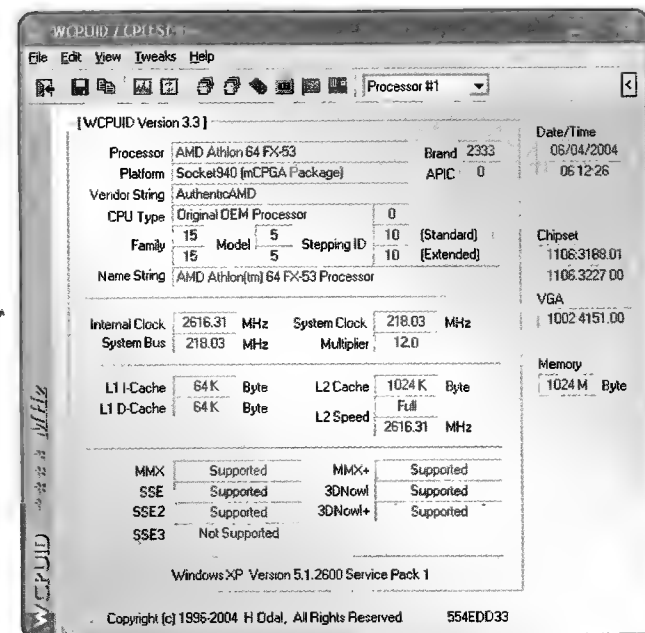 WCPUID / CPUFSB
File Edit View Tweaks Help
Processor #1
[WCPUID Version 3.3]
Processor AMD Athlon 64 FX-53 Brand 2333
Platform Socket940 (mCPGA Package) APIC 0
Vendor String AuthenticAMD
CPU Type Original OEM Processor 0
Family 15 Model 5 Stepping ID 10 (Standard)
15 5 10 (Extended)
Name String AMD Athlon(tm) 64 FX-53 Processor
Internal Clock 2616.31 MHz System Clock 218.03 MHz
System Bus 218.03 MHz Multiplier 12.0
L1 I-Cache 64K Byte L2 Cache 1024K Byte
L1 D-Cache 64K Byte L2 Speed Full
2616.31 MHz
MMX Supported MMX+ Supported
SSE Supported 3DNow! Supported
SSE2 Supported 3DNow!+ Supported
SSE3 Not Supported
Windows XP Version 5.1.2600 Service Pack 1
Copyright (c) 1996-2004 H Oda!, All Rights Reserved 554EDD33
Date/Time
06/04/2004
06 12:26
Chipset
1106:3188.01
1106.3227 00
VGA
1002 4151.00
Memory
1024 M Byte
WCPUID
MHz